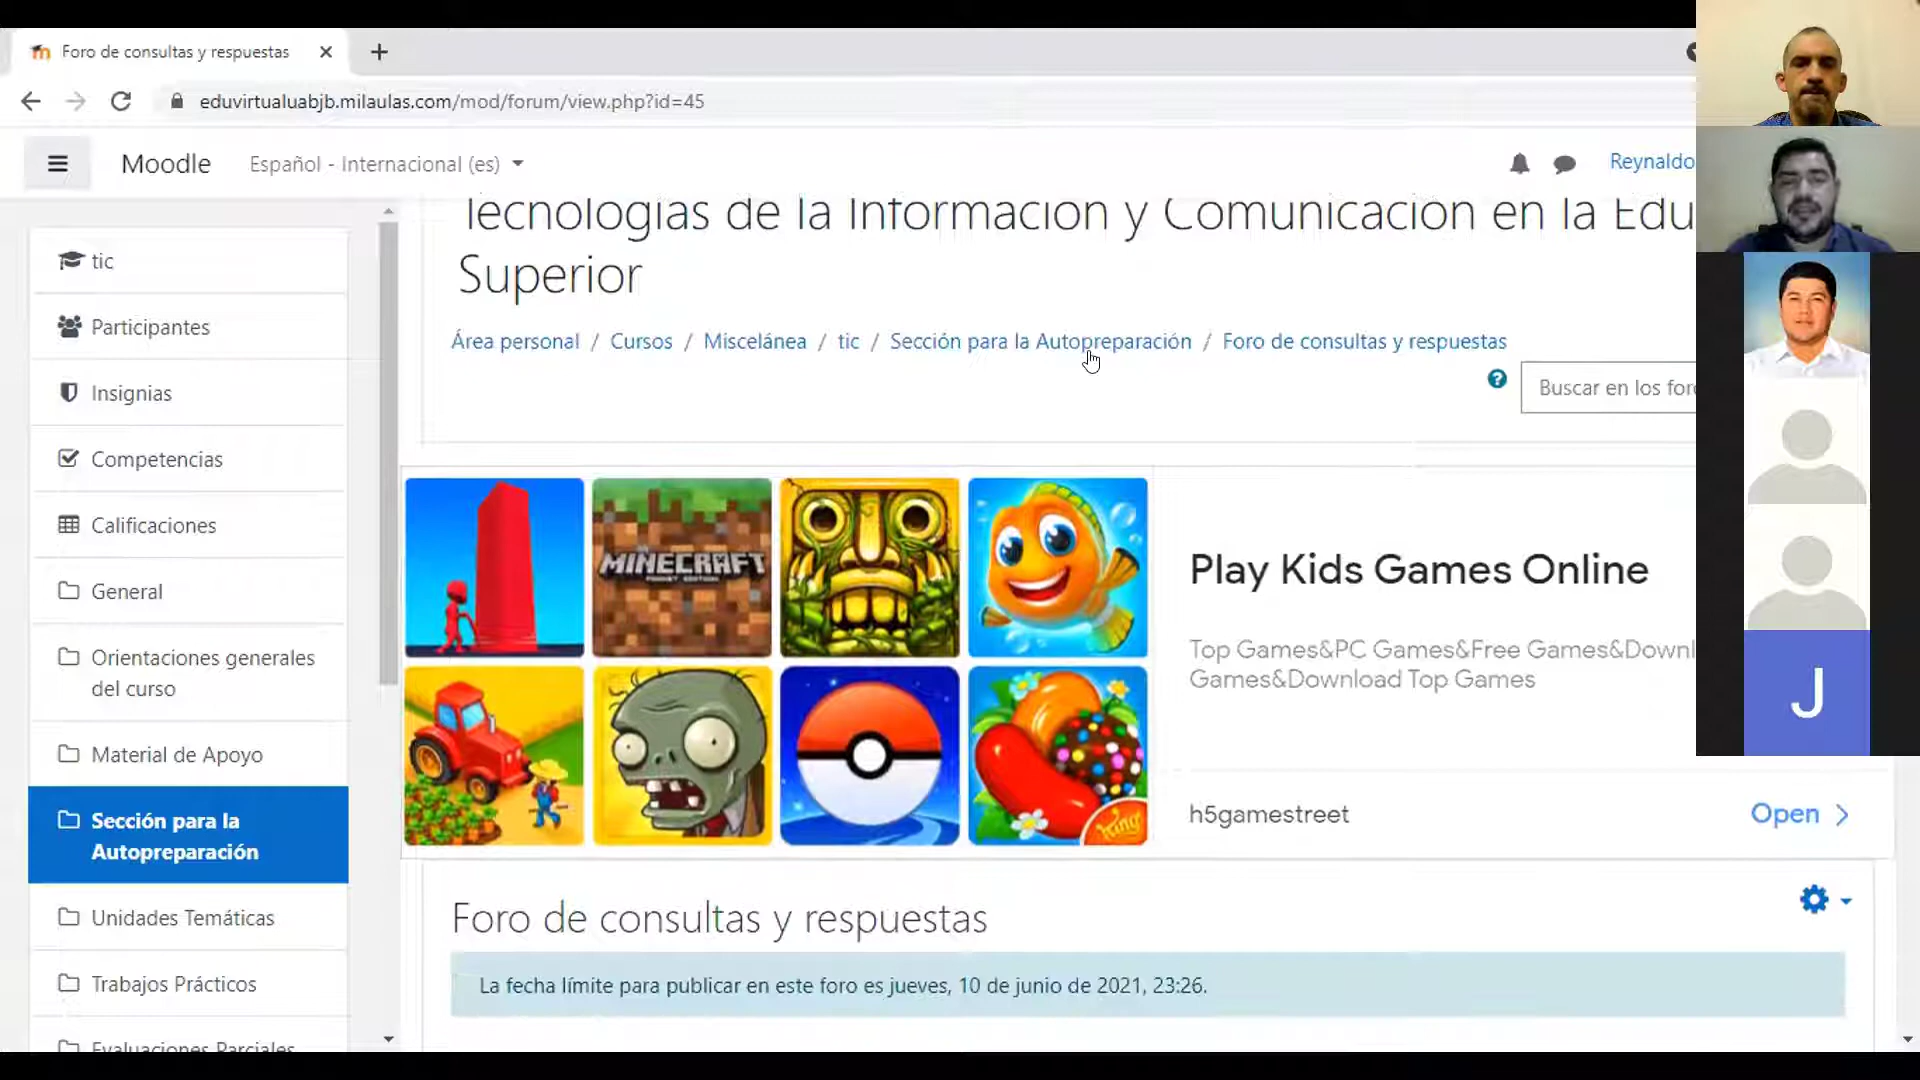 Foro de consultas y respuestas
eduvirtualuabjb.milaulas.com/mod/forum/view.php?id=45
Moodle
Español - Internacional (es)
Reynaldo
tic
Participantes
Insignias
Competencias
Calificaciones
General
Orientaciones generales
del curso
Material de Apoyo
Sección para la
Autopreparación
Unidades Temáticas
Trabajos Prácticos
Evaluaciones Parciales
Tecnologías de la Información y Comunicación en la Edu
Superior
Área personal / Cursos / Miscelánea / tic / Sección para la Autopreparación / Foro de consultas y respuestas
Buscar en los for
MINECRAFT
POCKET EDITION
King
Play Kids Games Online
Top Games&PC Games&Free Games&Downl
Games&Download Top Games
h5gamestreet
Open
Foro de consultas y respuestas
La fecha límite para publicar en este foro es jueves, 10 de junio de 2021, 23:26.
J